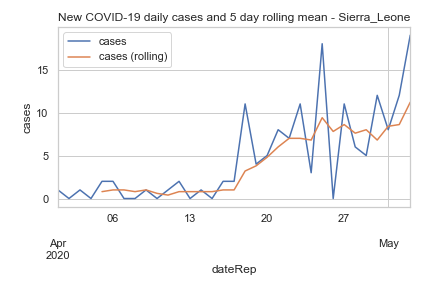 New COVID-19 daily cases and 5 day rolling mean - Sierra_Leone
cases
cases (rolling)
cases
15
10
5
0
06
13
20
27
Apr
2020
May
dateRep